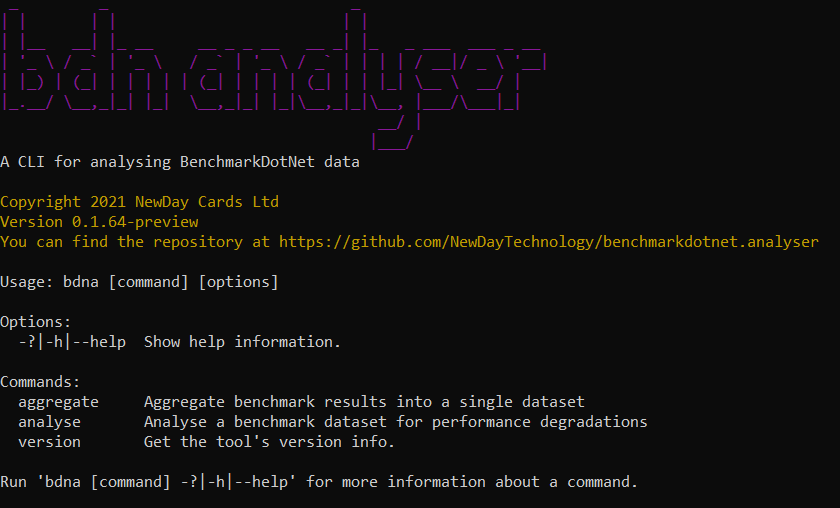 bdn analyser
A CLI for analysing BenchmarkDotNet data
Copyright 2021 NewDay Cards Ltd
Version 0.1.64-preview
You can find the repository at https://github.com/NewDayTechnology/benchmarkdotnet.analyser
Usage: bdna [command] [options]
Options:
-?|-h|--help  Show help information.
Commands:
aggregate     Aggregate benchmark results into a single dataset
analyse       Analyse a benchmark dataset for performance degradations
version       Get the tool's version info.
Run 'bdna [command] -?|-h|--help' for more information about a command.